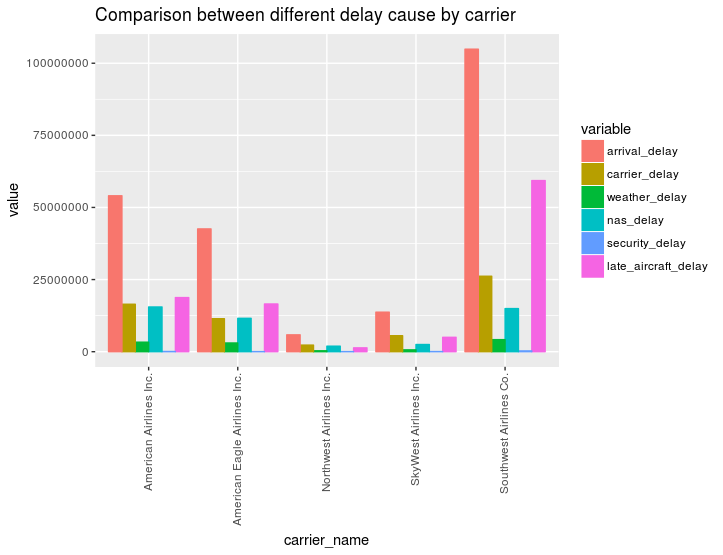 Comparison between different delay cause by carrier
value
100000000
75000000
50000000
25000000
0
American Airlines Inc.
American Eagle Airlines Inc.
Northwest Airlines Inc.
SkyWest Airlines Inc.
Southwest Airlines Co.
carrier_name
variable
arrival_delay
carrier_delay
weather_delay
nas_delay
security_delay
late_aircraft_delay